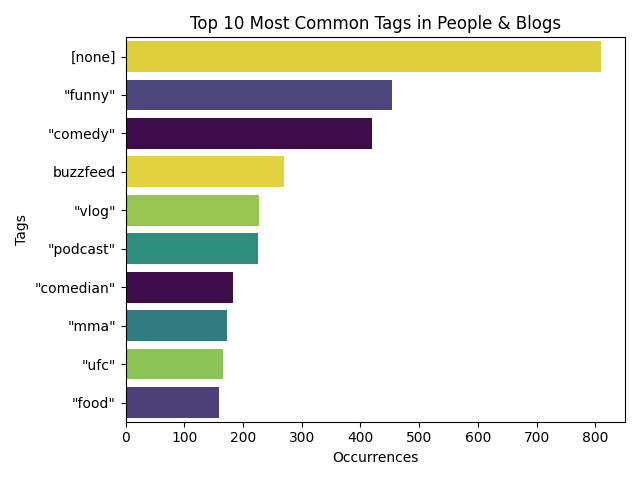 Top 10 Most Common Tags in People & Blogs
[none]
"funny"
"comedy"
buzzfeed
"vlog"
"podcast"
"comedian"
"mma"
"ufc"
"food"
Tags
0 100 200 300 400 500 600 700 800
Occurrences